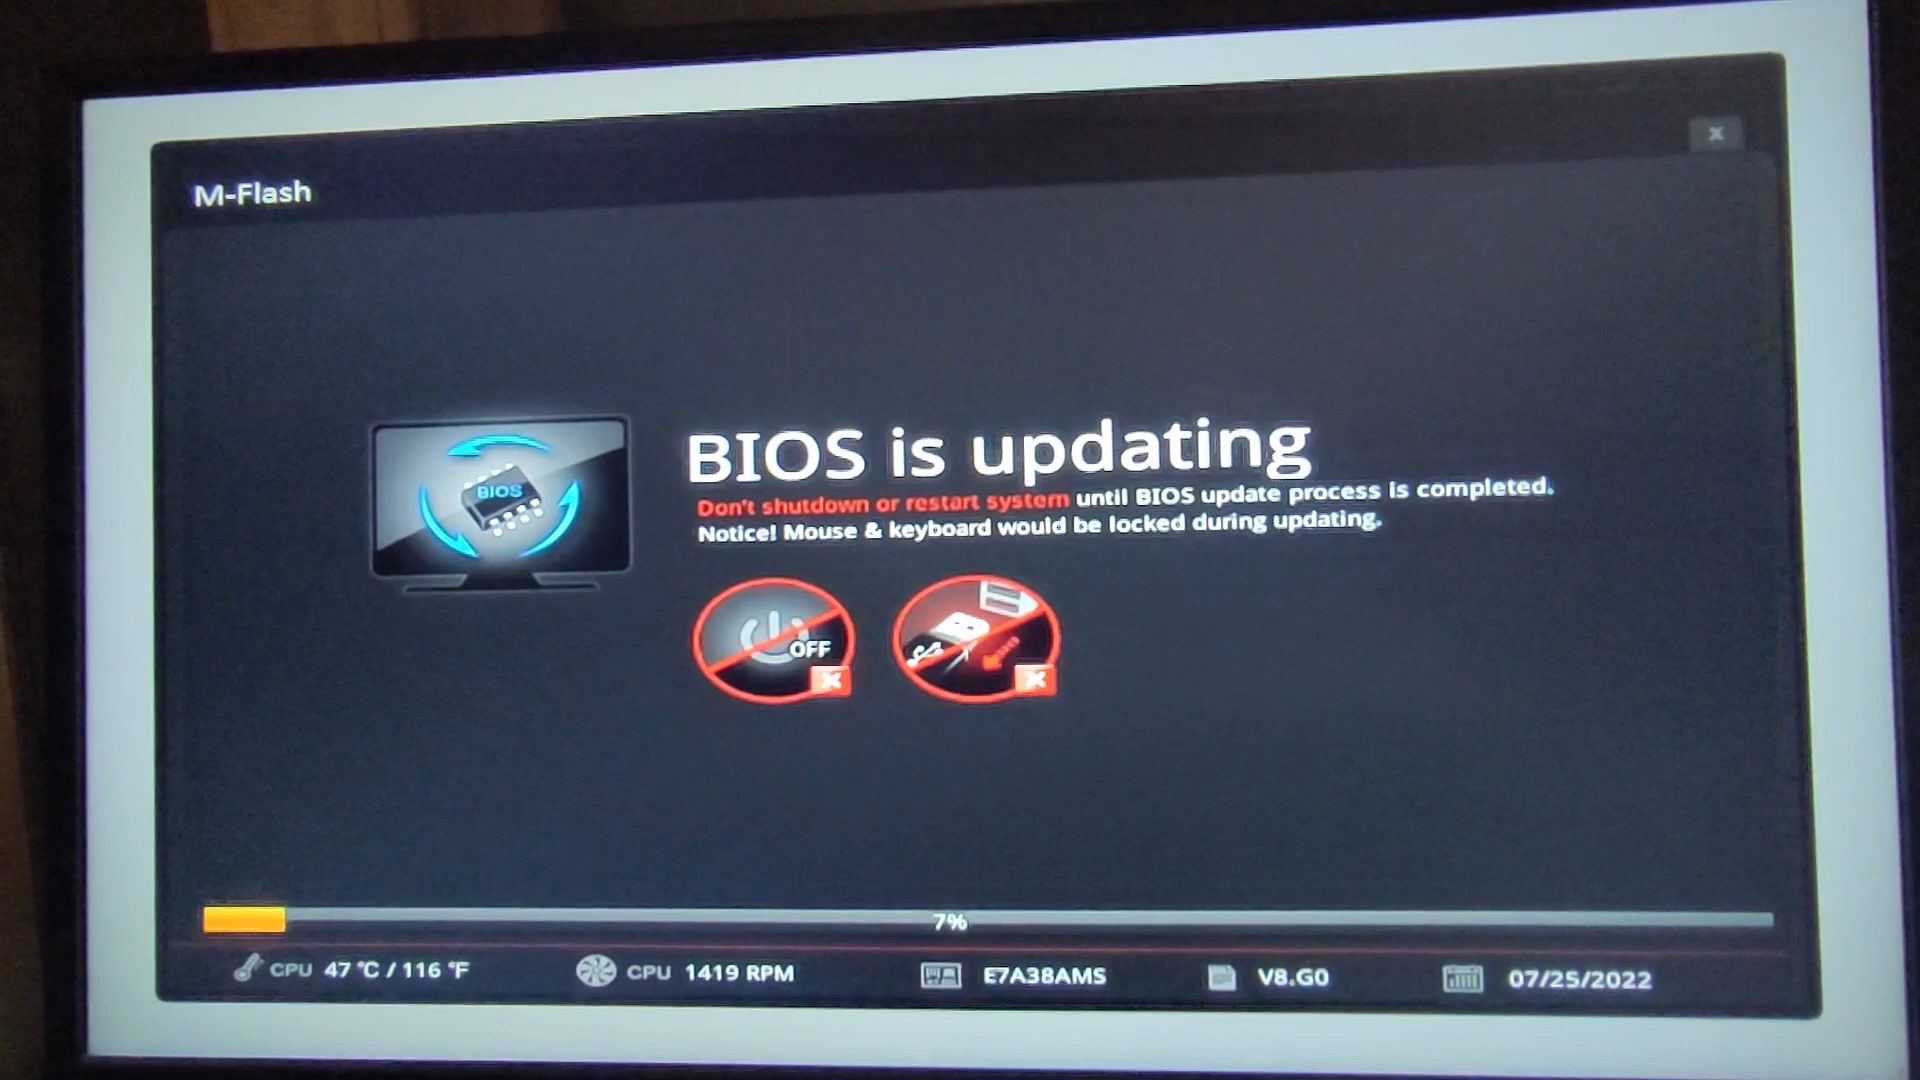 M-Flash
BIOS
BIOS is updating
Don't shutdown or restart system until BIOS update process is completed.
Notice! Mouse & keyboard would be locked during updating.
OFF
7%
CPU 47 °C / 116 °F
CPU 1419 RPM
E7A38AMS
V8.G0
07/25/2022